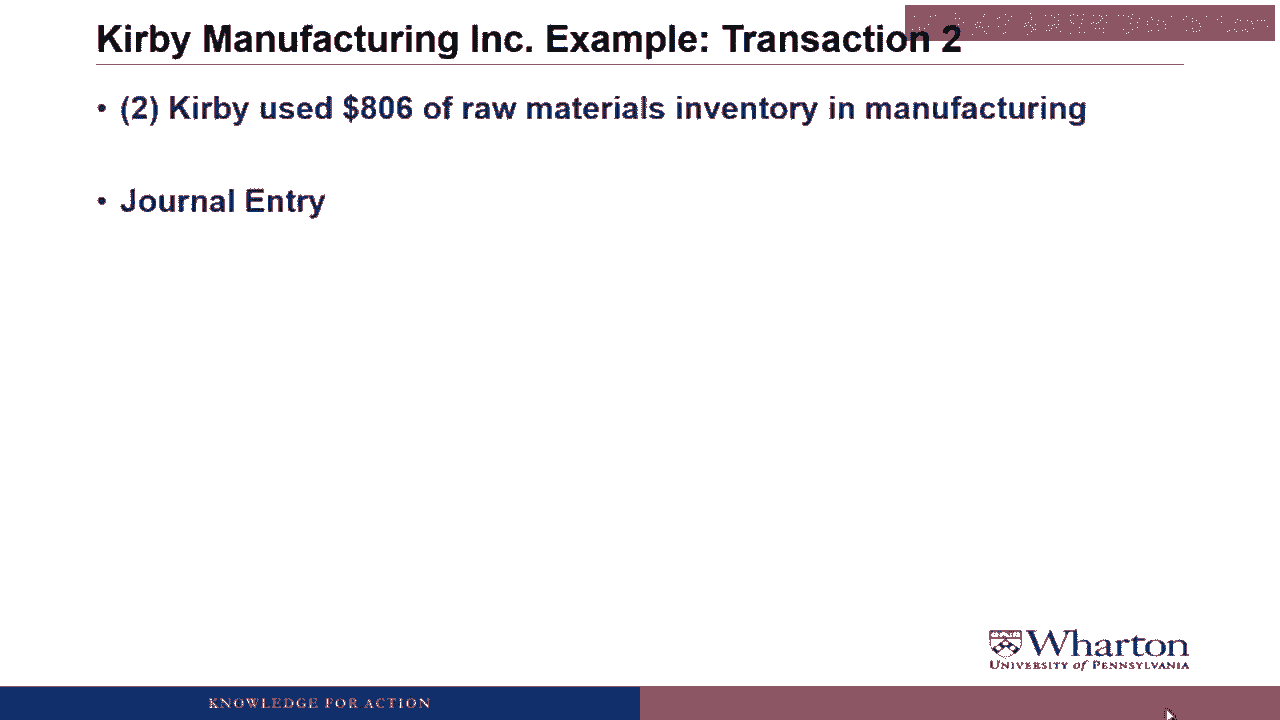 Kirby Manufacturing Inc. Example: Transaction 2
• (2) Kirby used $806 of raw materials inventory in manufacturing
• Journal Entry
Wharton
UNIVERSITY of PENNSYLVANIA
KNOWLEDGE FOR ACTION